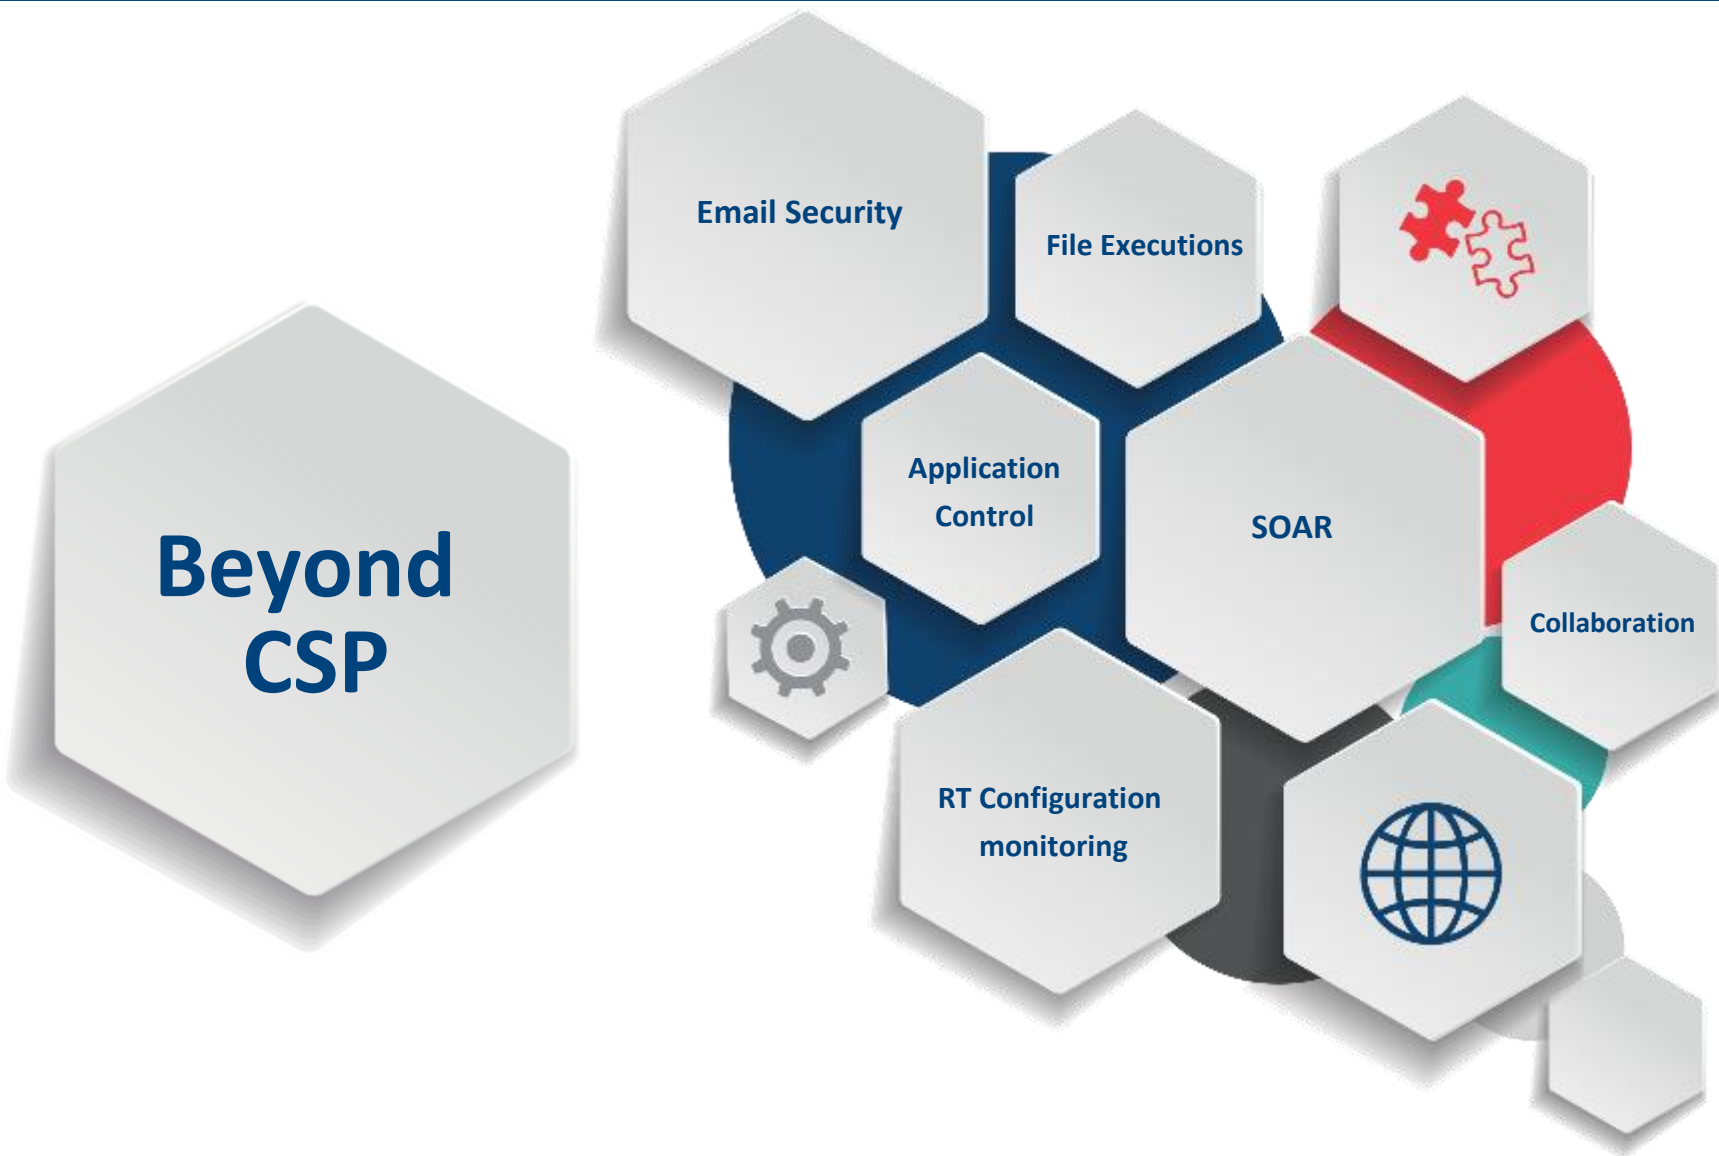 Beyond
CSP
Email Security
File Executions
Application
Control
SOAR
Collaboration
RT Configuration
monitoring